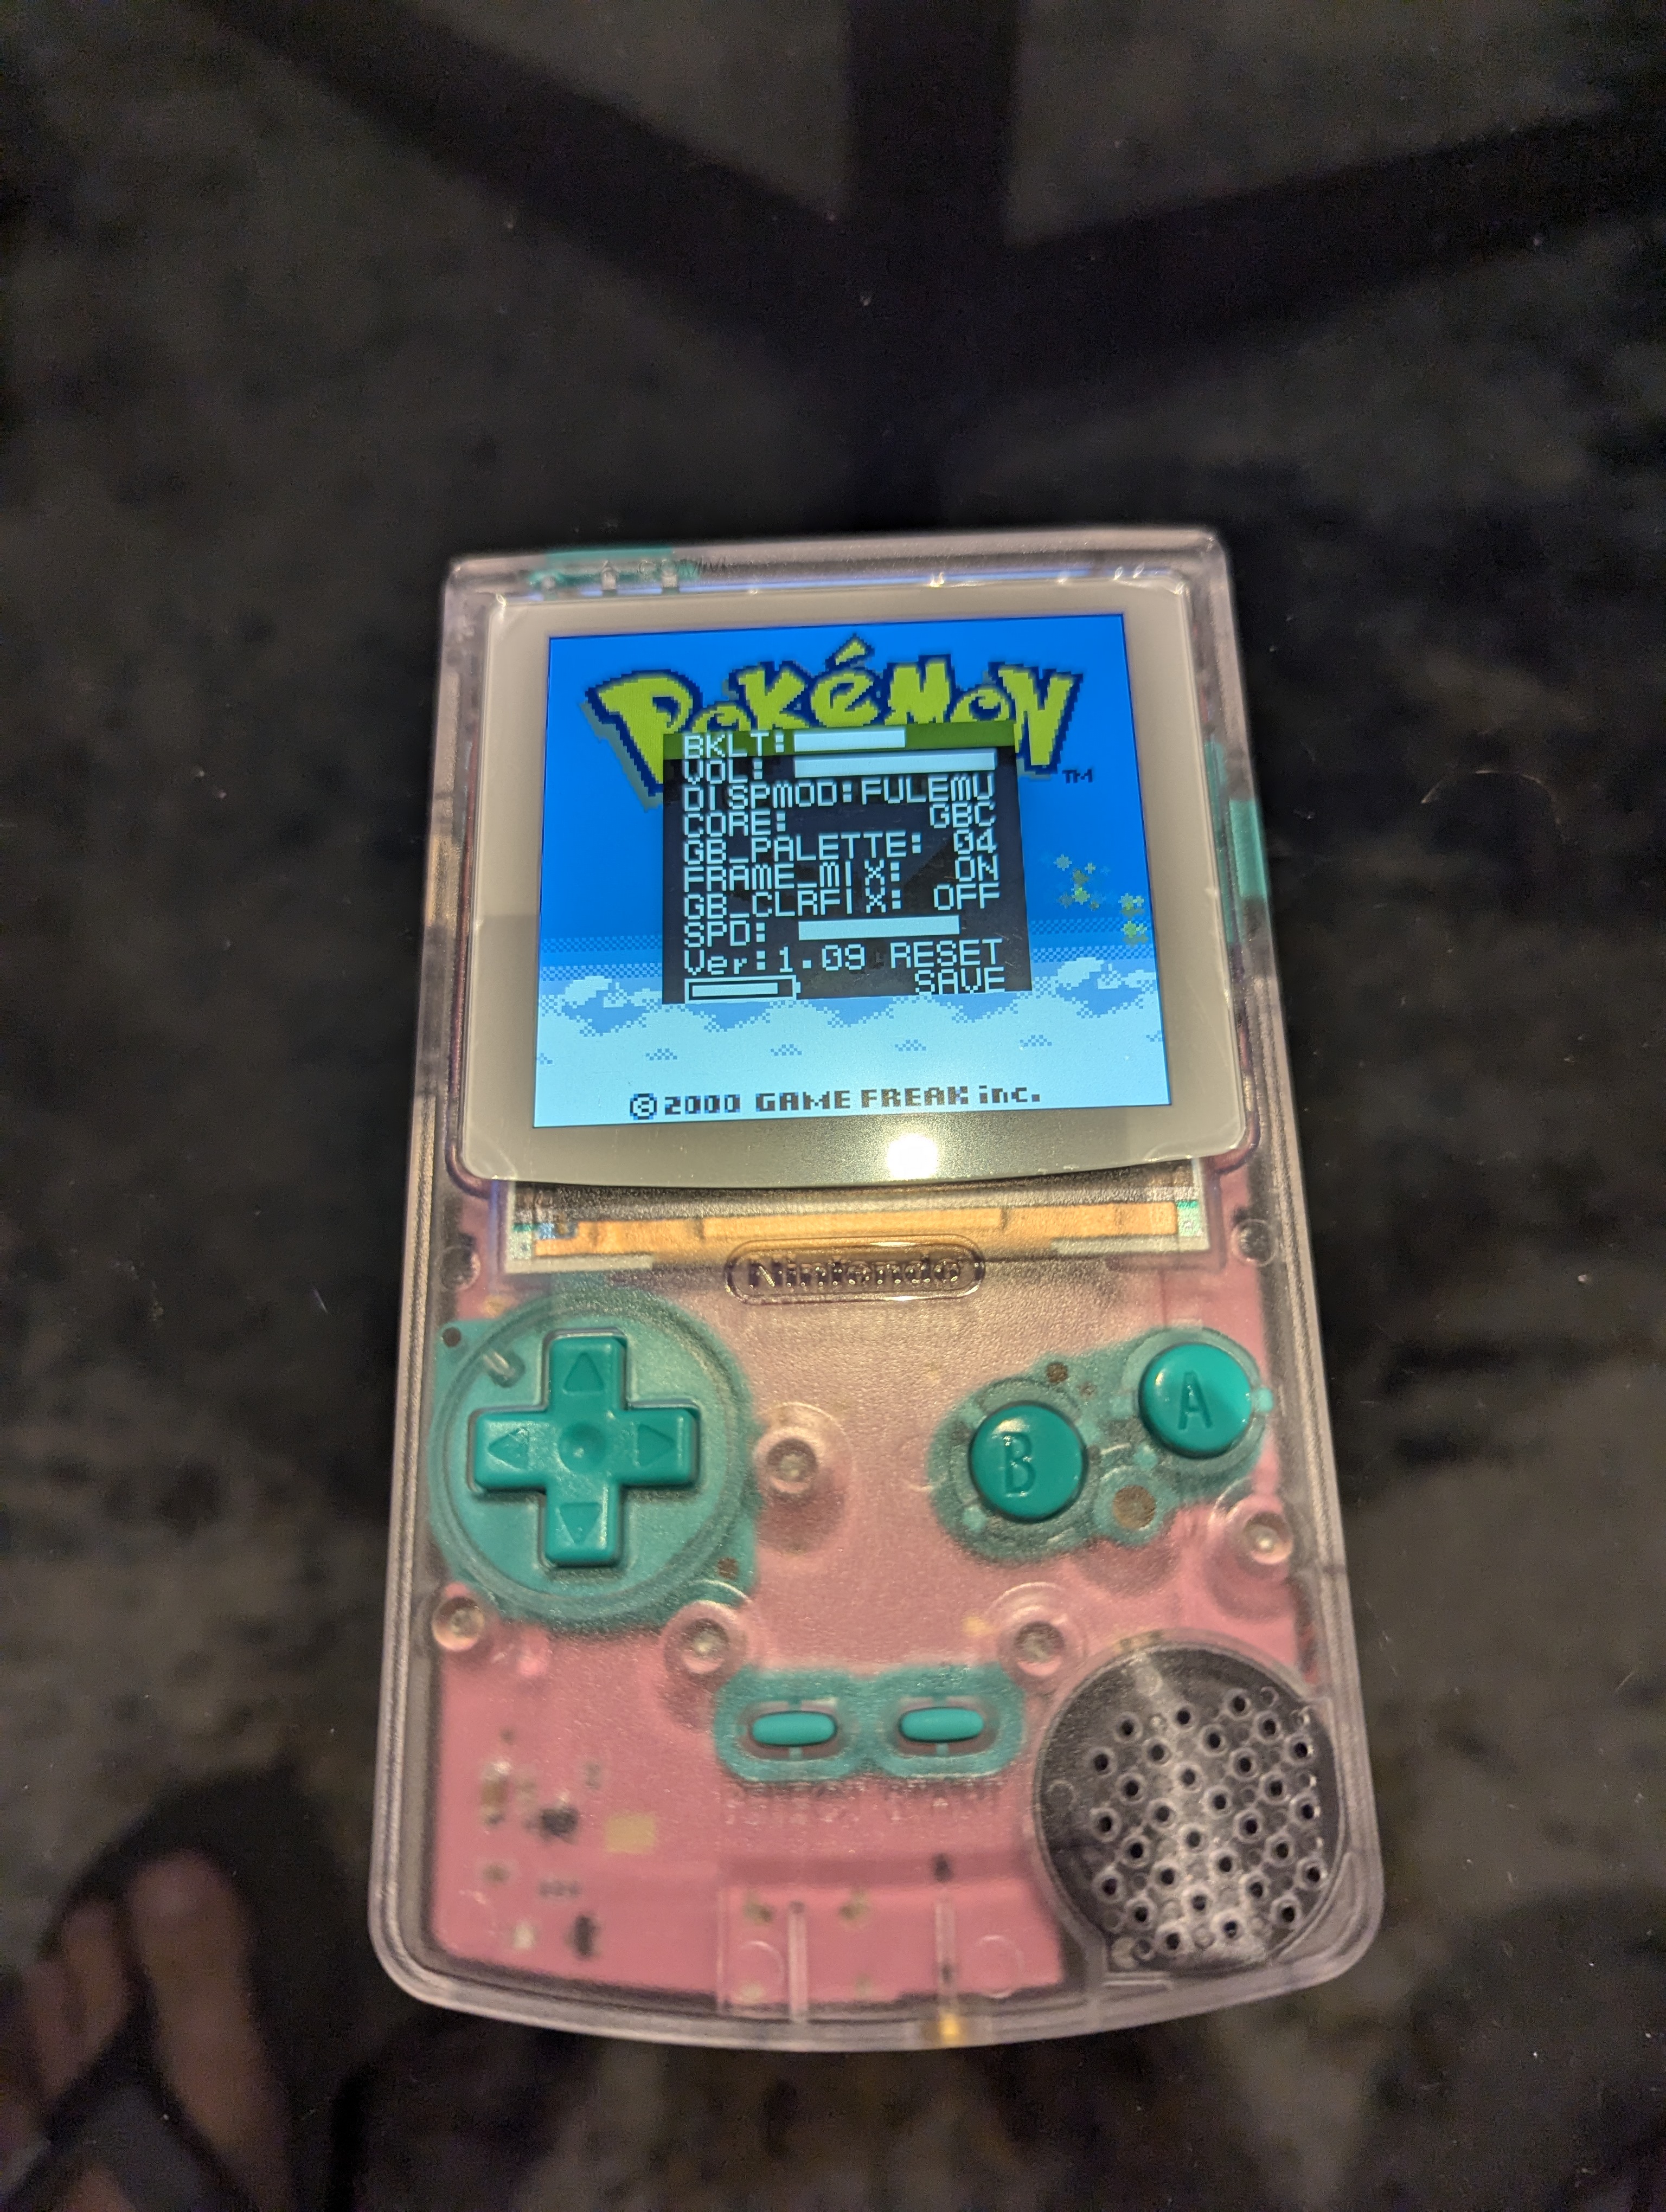 POKéMON
TM
BKLT:
VOL:
DISPMOD:FULEMU
CORE: GBC
GB_PALETTE: 04
FRAME_MIX: ON
GB_CLRFIX: OFF
SPD:
Ver:1.09 RESET
SAVE
©2000 GAME FREAK inc.
Nintendo
B
A